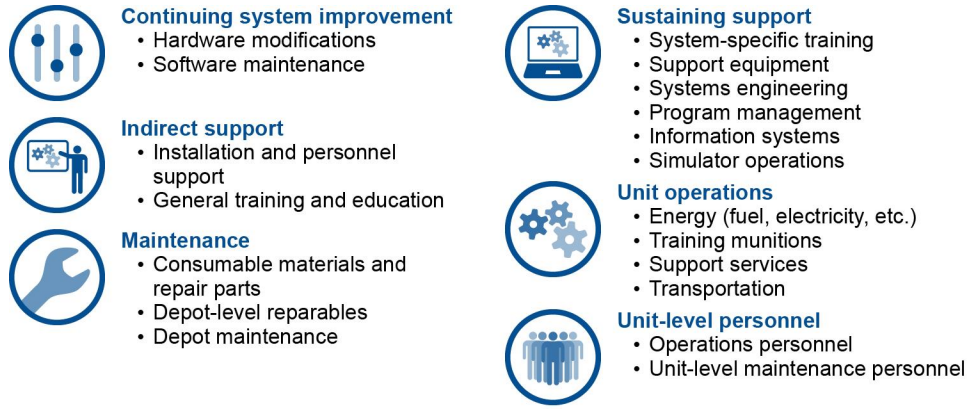 Continuing system improvement
• Hardware modifications
• Software maintenance
Indirect support
• Installation and personnel
support
• General training and education
Maintenance
• Consumable materials and
repair parts
• Depot-level reparables
• Depot maintenance
Sustaining support
• System-specific training
• Support equipment
• Systems engineering
• Program management
• Information systems
• Simulator operations
Unit operations
• Energy (fuel, electricity, etc.)
• Training munitions
• Support services
• Transportation
Unit-level personnel
• Operations personnel
• Unit-level maintenance personnel